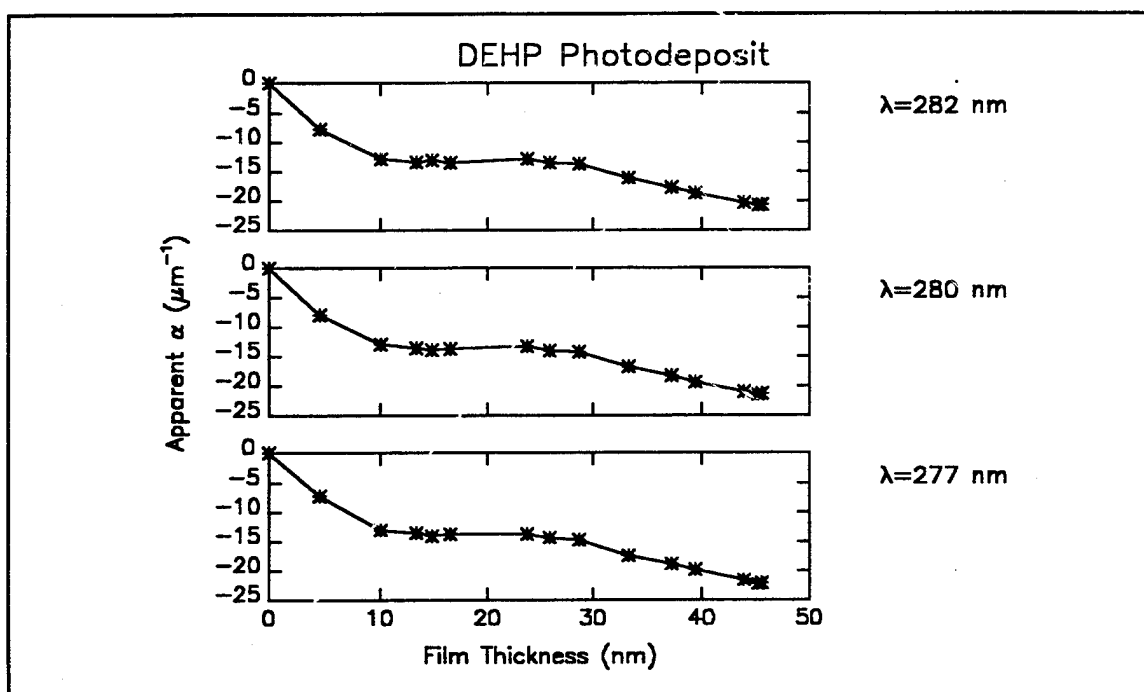 DEHP Photodeposit
0
−5
−10
−15
−20
−25
λ=282 nm
0
−5
−10
−15
−20
−25
λ=280 nm
Apparent α (μm⁻¹)
0
−5
−10
−15
−20
−25
λ=277 nm
0 10 20 30 40 50
Film Thickness (nm)